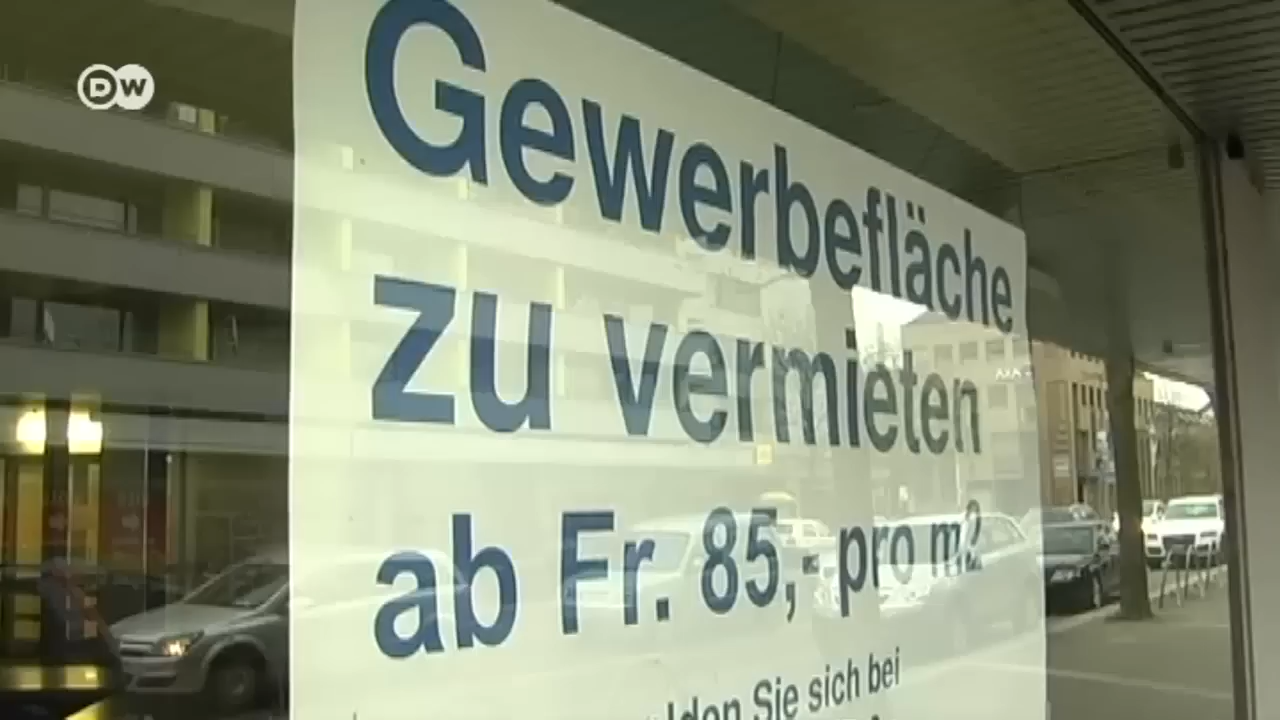 DW
Gewerbefläche
zu vermieten
ab Fr. 85,- pro m2
Sie sich bei